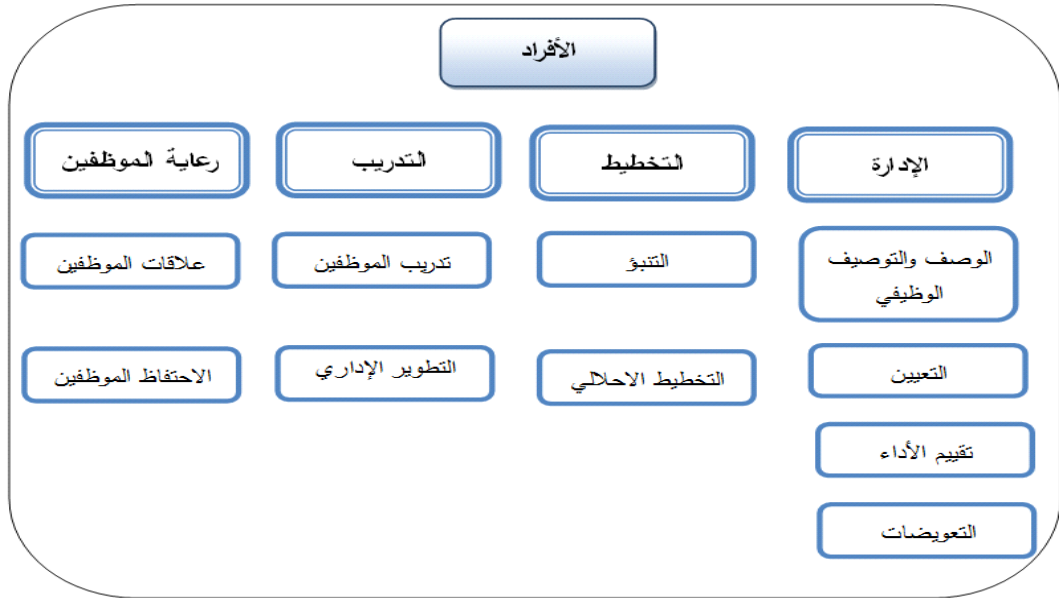 الأفراد
الإدارة
التخطيط
التدريب
رعاية الموظفين
الوصف والتوصيف
الوظيفي
التنبؤ
تدريب الموظفين
علاقات الموظفين
التعيين
التخطيط الاحلالي
التطوير الإداري
الاحتفاظ الموظفين
تقييم الأداء
التعويضات